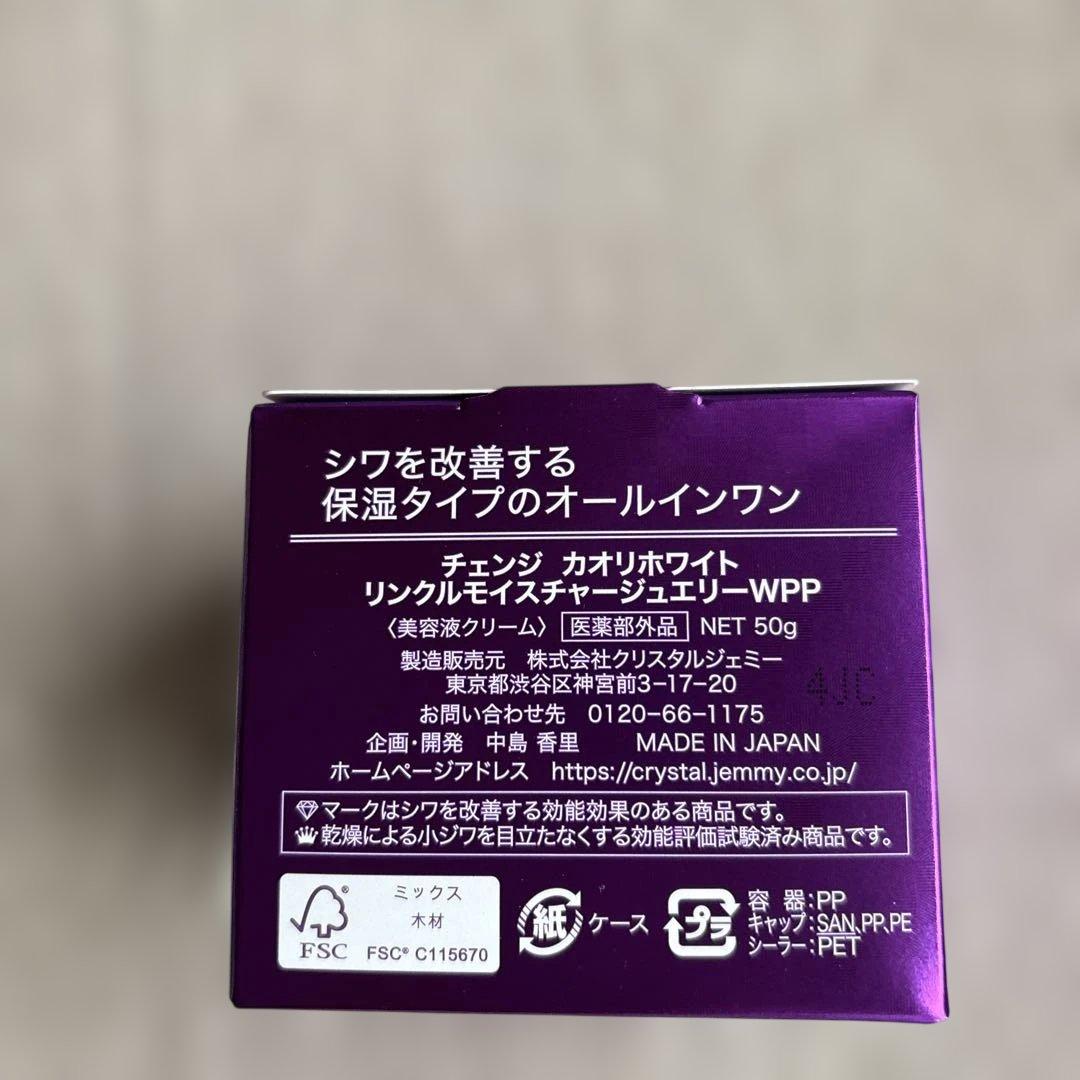 シワを改善する
保湿タイプのオールインワン
チェンジ カオリホワイト
リンクルモイスチャージュエリーWPP
〈美容液クリーム〉 医薬部外品 NET 50g
製造販売元 株式会社クリスタルジェミー
東京都渋谷区神宮前3-17-20
4JC
お問い合わせ先 0120-66-1175
企画・開発 中島 香里 MADE IN JAPAN
ホームページアドレス https://crystal.jemmy.co.jp/
マークはシワを改善する効能効果のある商品です。
乾燥による小ジワを目立たなくする効能評価試験済み商品です。
ミックス
木材
FSC® C115670
® FSC
紙 ケース
プラ
容器:PP
キャップ:SAN,PP,PE
シーラー:PET